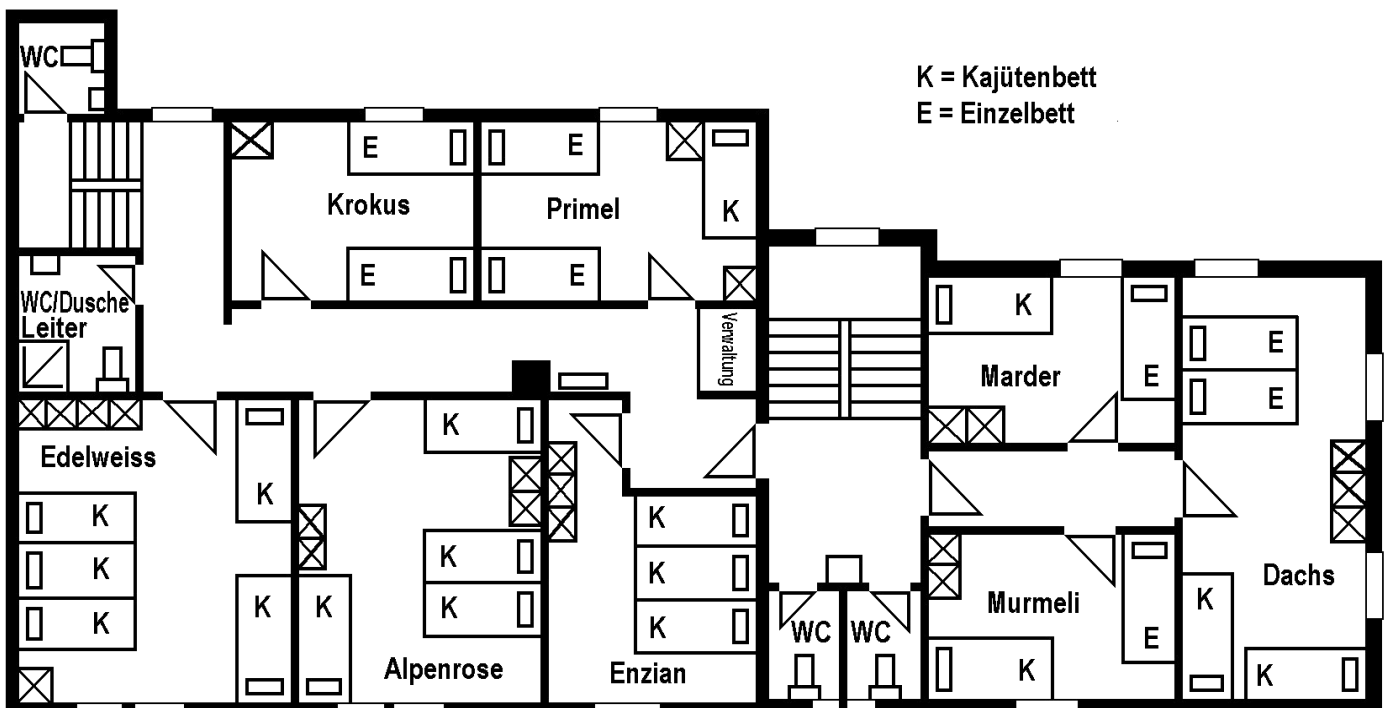 WC
K = Kajütenbett
E = Einzelbett
E
E
K
Krokus
Primel
E
E
WC/Dusche
Leiter
Verwaltung
K
E
Marder
E
E
K
K
Edelweiss
K
K
K
K
K
K
K
K
K
Alpenrose
K
K
K
Enzian
WC
WC
Murmeli
E
K
Dachs
K
K